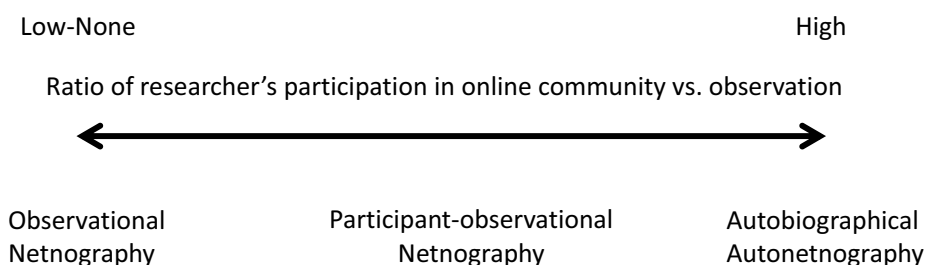 Low-None High
Ratio of researcher's participation in online community vs. observation
Observational Participant-observational Autobiographical
Netnography Netnography Autonetnography